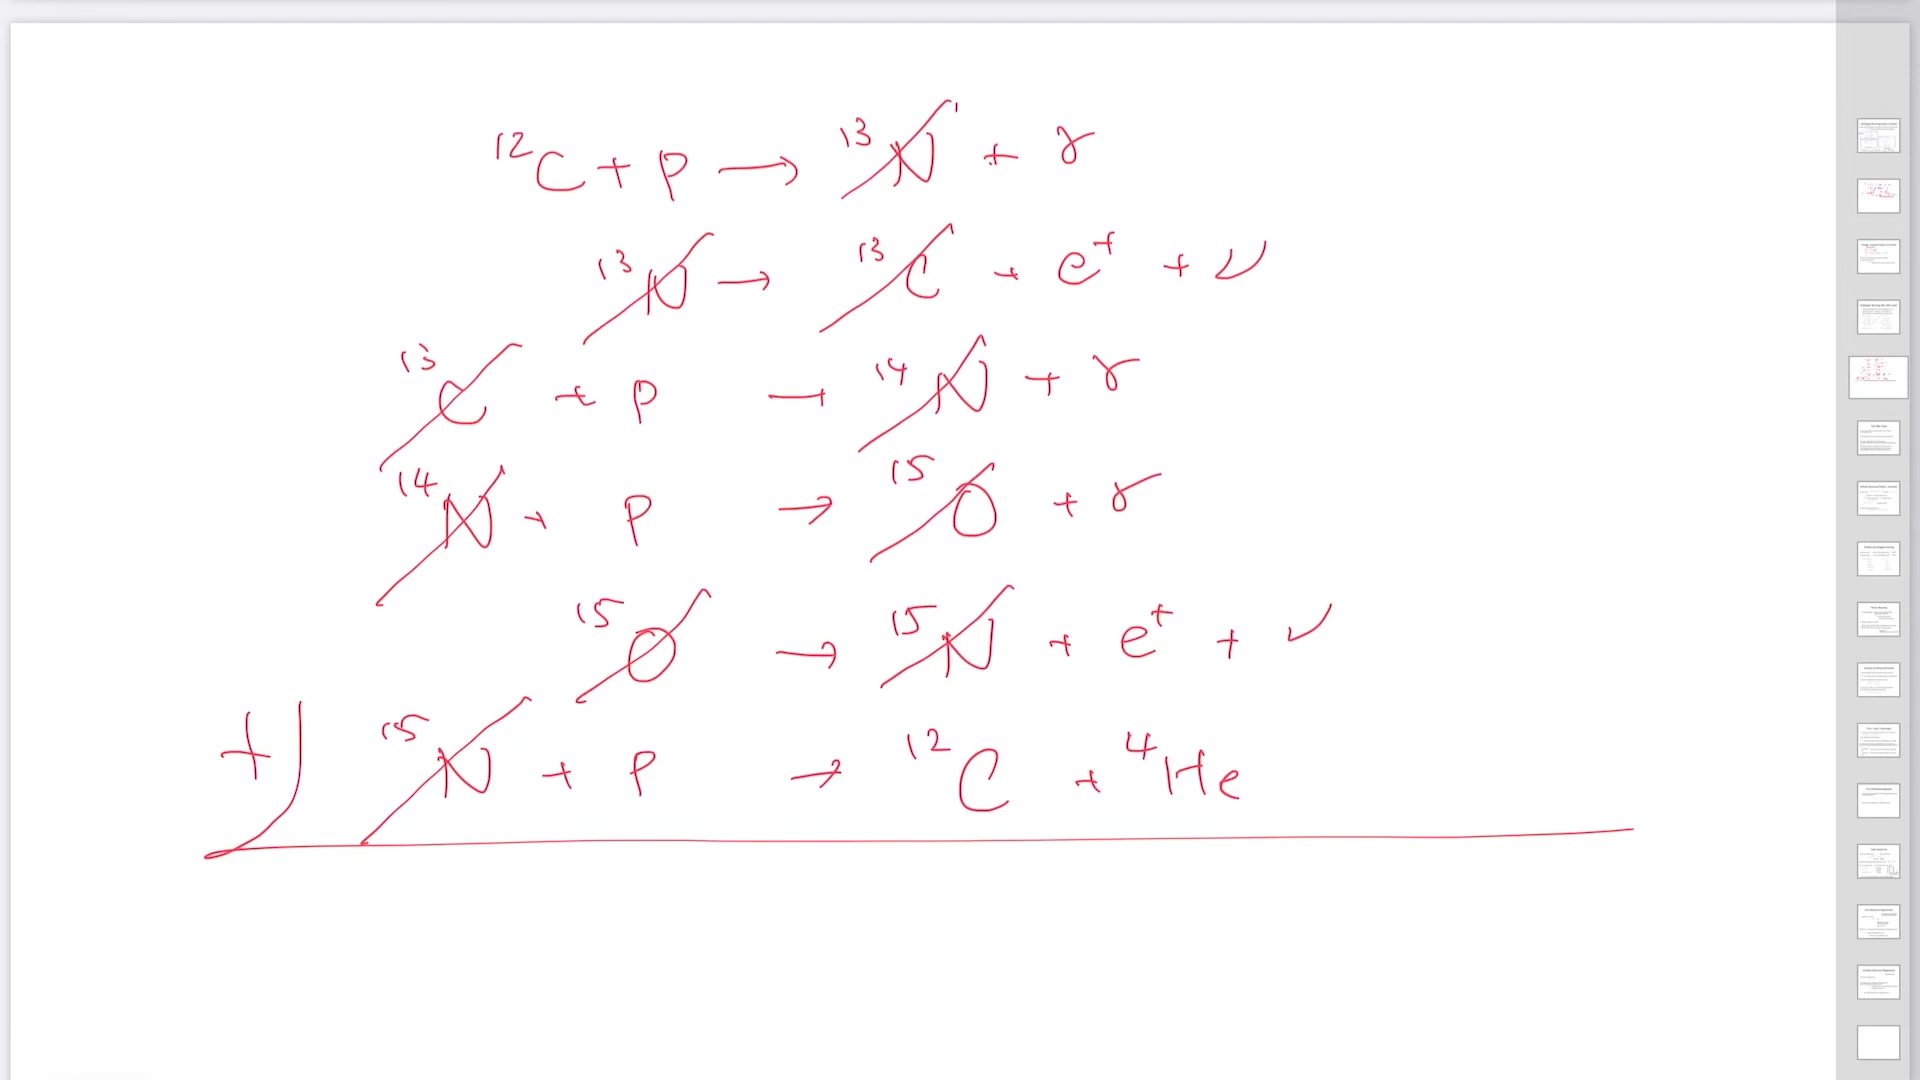 ¹²C + p → ¹³N + γ
¹³N → ¹³C + e⁺ + ν
¹³C + p → ¹⁴N + γ
¹⁴N + p → ¹⁵O + γ
¹⁵O → ¹⁵N + e⁺ + ν
+) ¹⁵N + p → ¹²C + ⁴He